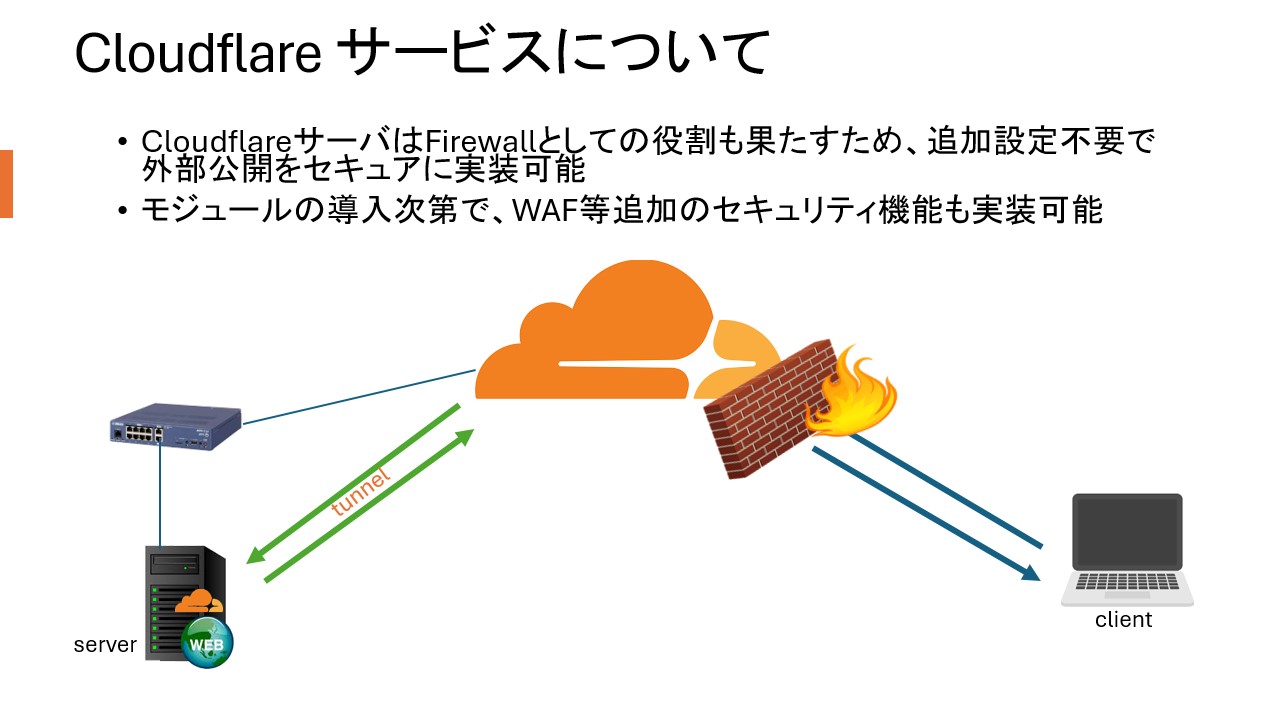 Cloudflare サービスについて
• CloudflareサーバはFirewallとしての役割も果たすため、追加設定不要で
外部公開をセキュアに実装可能
• モジュールの導入次第で、WAF等追加のセキュリティ機能も実装可能
tunnel
WEB
server
client